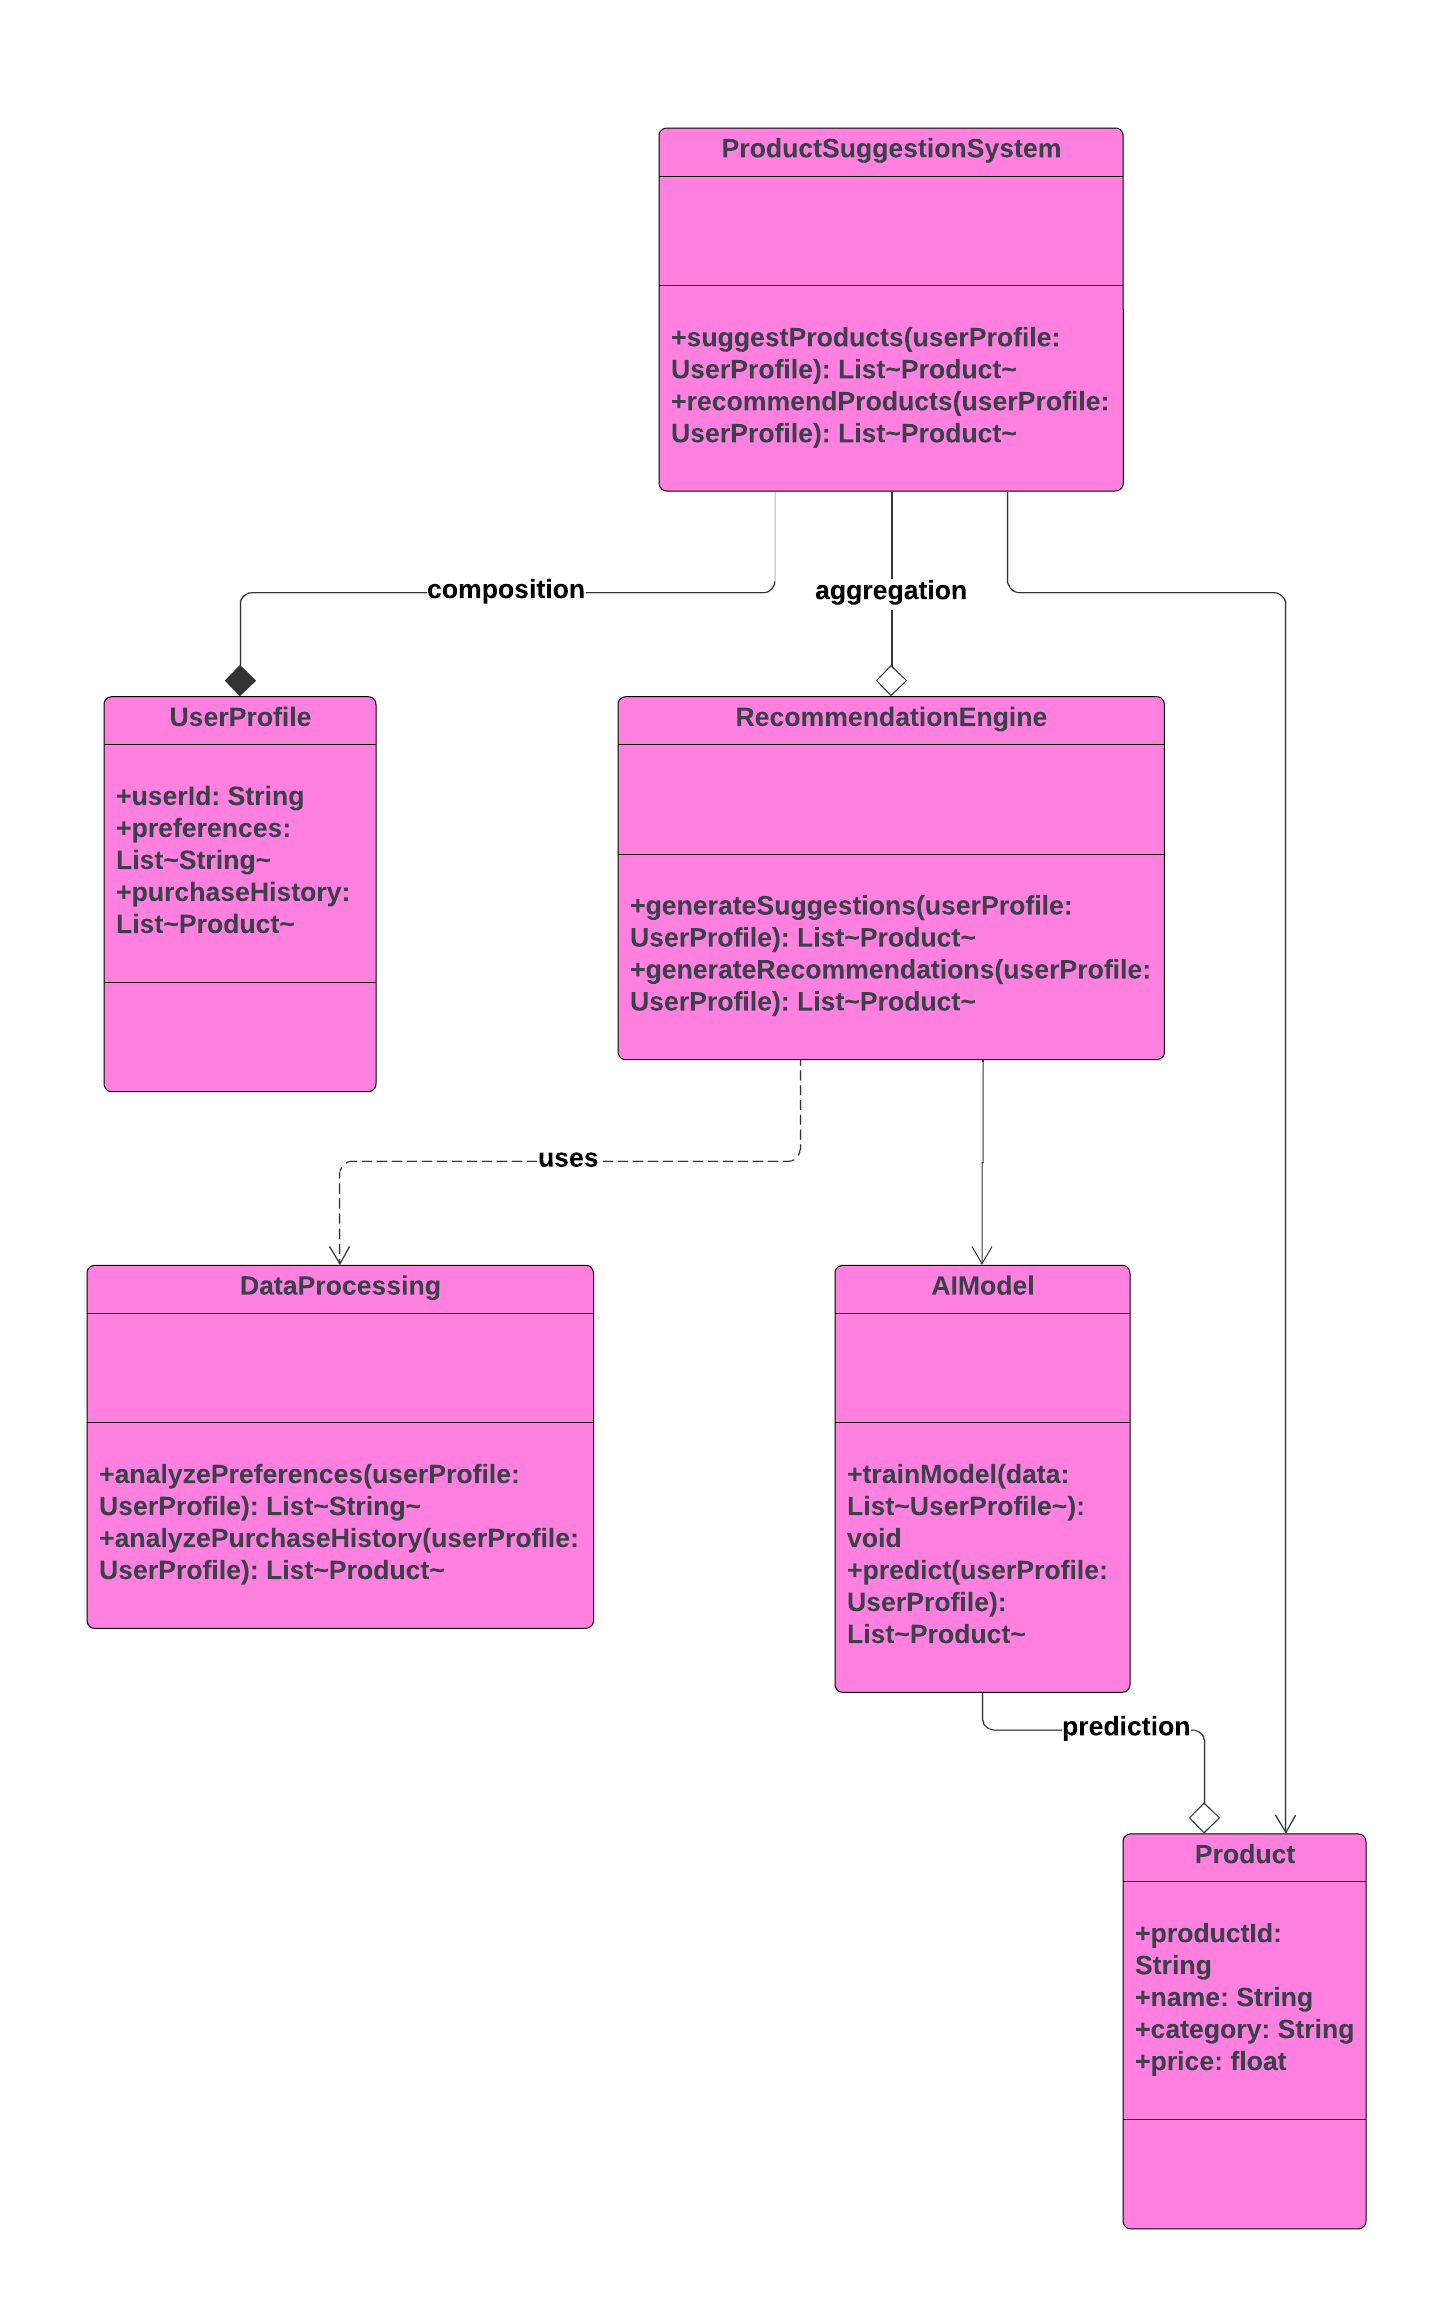 ProductSuggestionSystem
+suggestProducts(userProfile:
UserProfile): List~Product~
+recommendProducts(userProfile:
UserProfile): List~Product~
composition
aggregation
UserProfile
+userId: String
+preferences:
List~String~
+purchaseHistory:
List~Product~
RecommendationEngine
+generateSuggestions(userProfile:
UserProfile): List~Product~
+generateRecommendations(userProfile:
UserProfile): List~Product~
uses
DataProcessing
+analyzePreferences(userProfile:
UserProfile): List~String~
+analyzePurchaseHistory(userProfile:
UserProfile): List~Product~
AIModel
+trainModel(data:
List~UserProfile~):
void
+predict(userProfile:
UserProfile):
List~Product~
prediction
Product
+productId:
String
+name: String
+category: String
+price: float